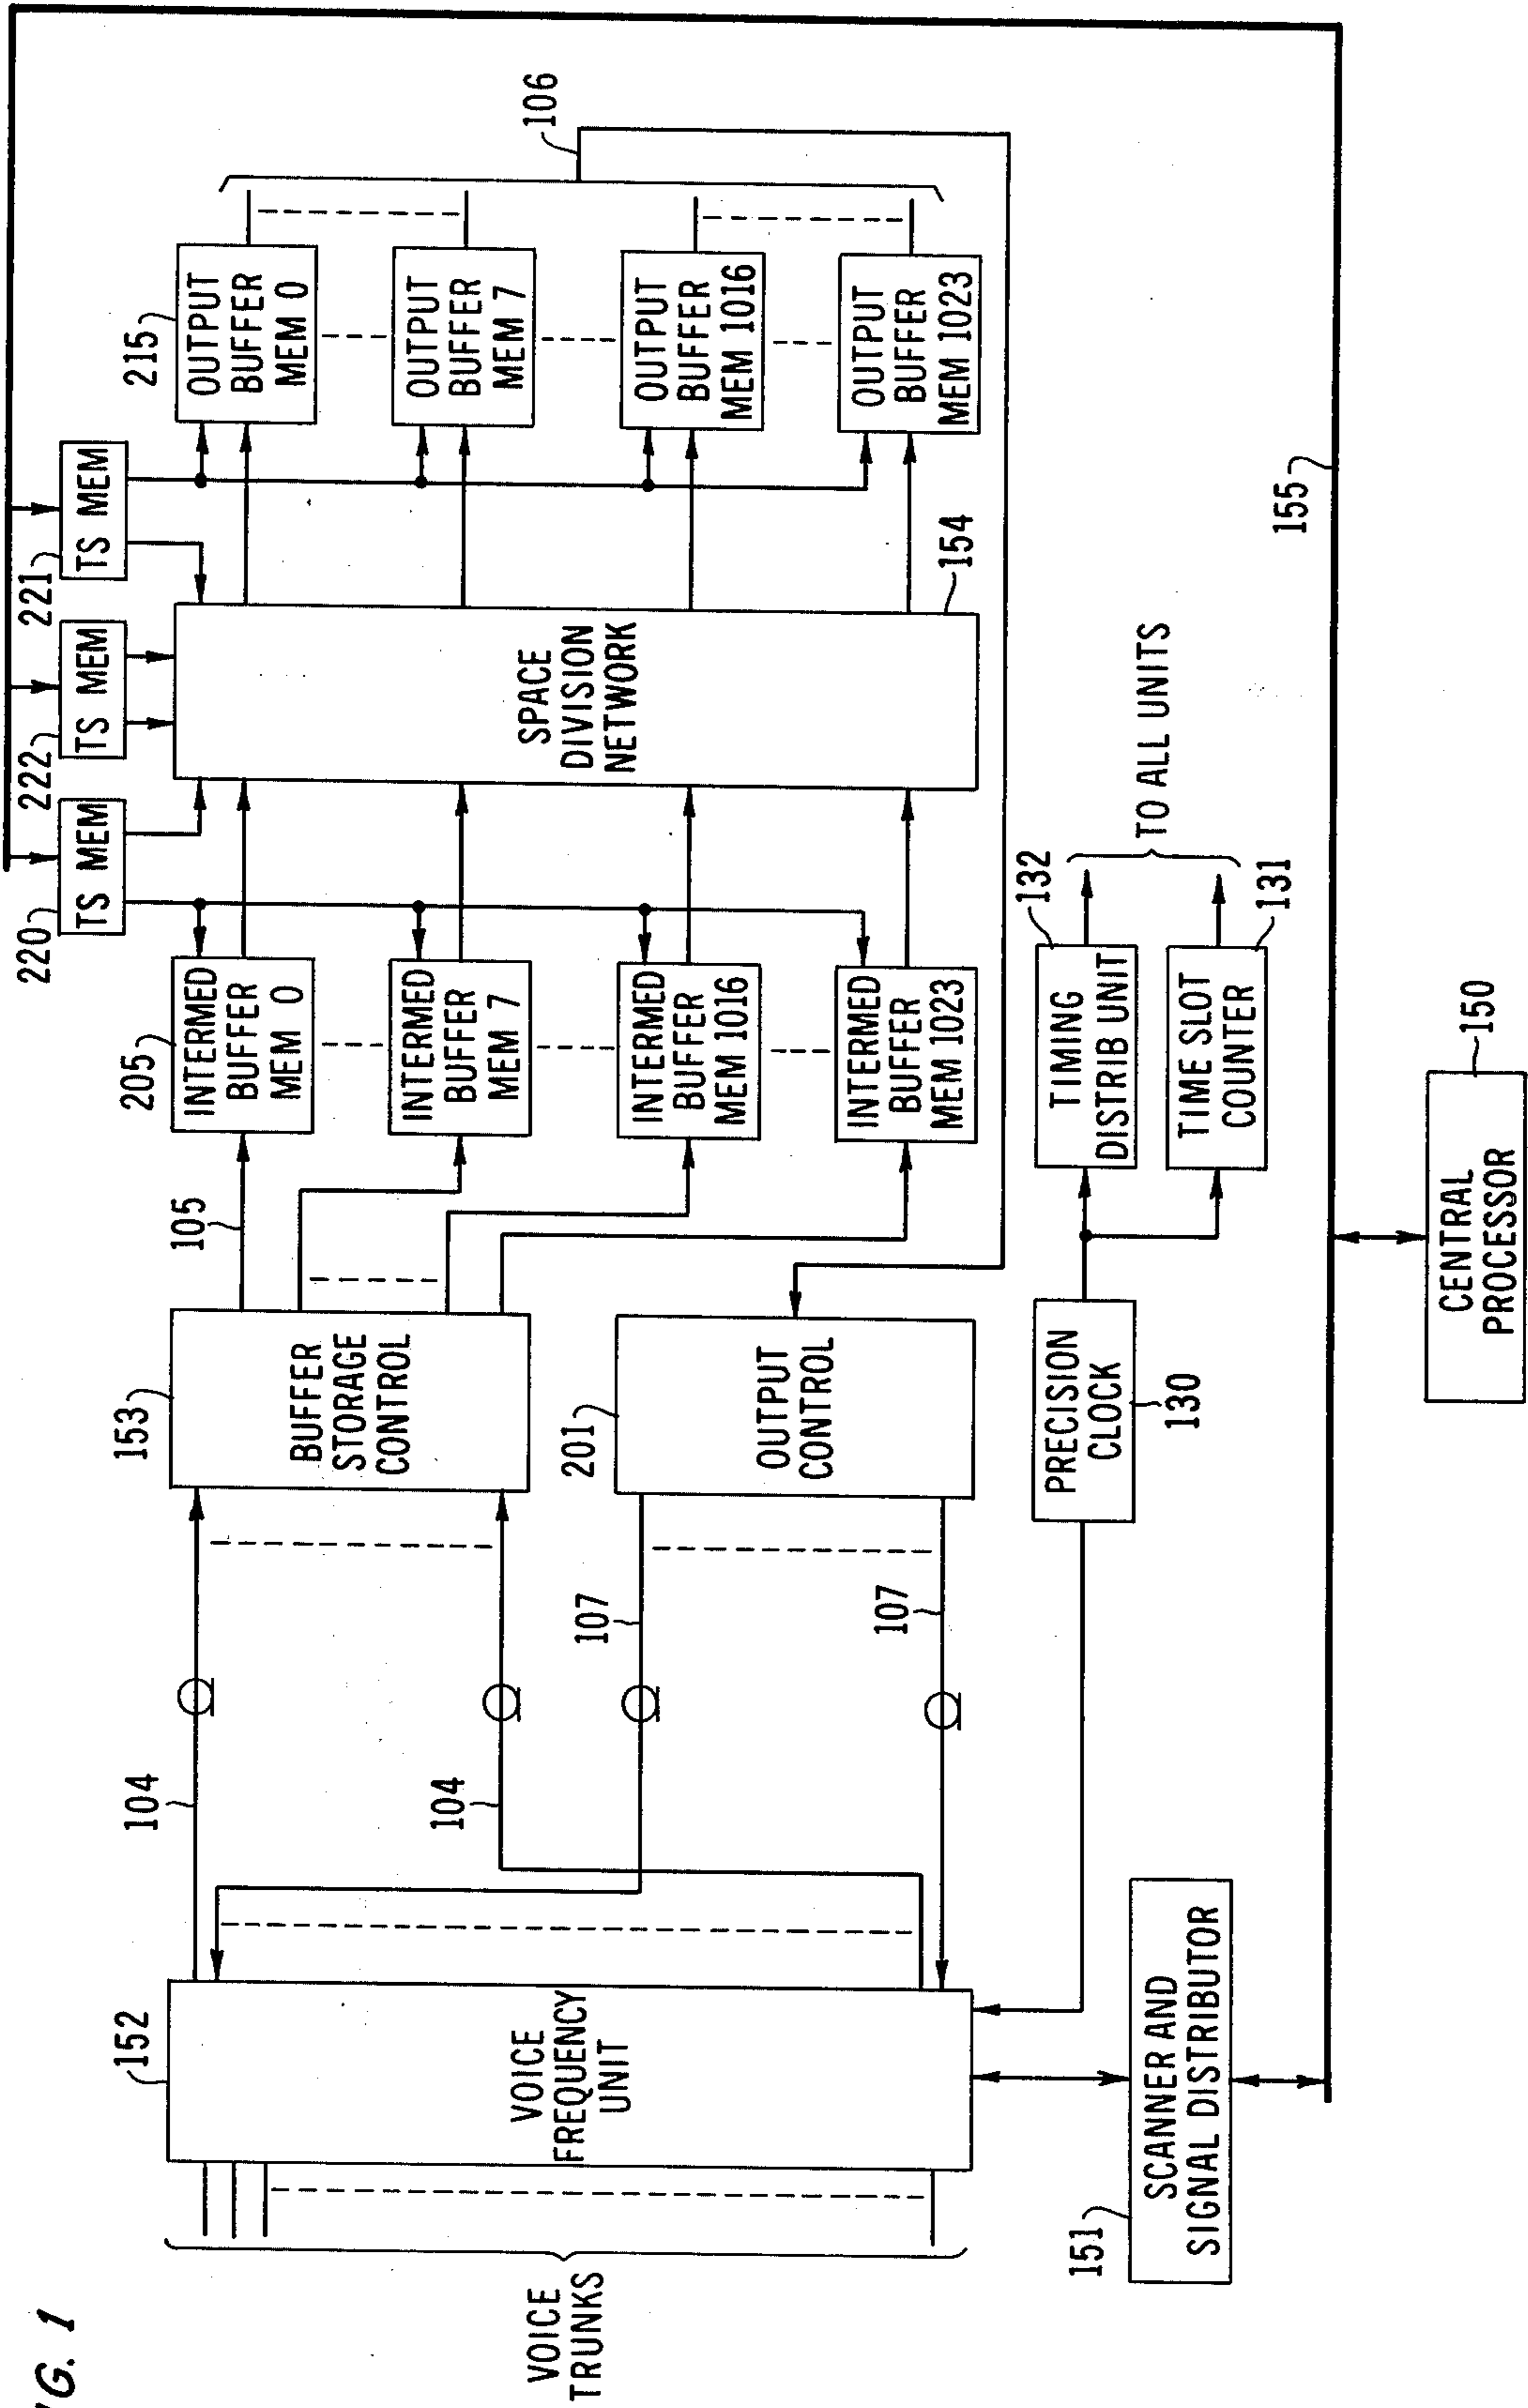 IG. 1
VOICE
TRUNKS
152
VOICE
FREQUENCY
UNIT
151
SCANNER AND
SIGNAL DISTRIBUTOR
104
104
107
107
153
BUFFER
STORAGE
CONTROL
201
OUTPUT
CONTROL
PRECISION
CLOCK
130
105
205
INTERMED
BUFFER
MEM 0
INTERMED
BUFFER
MEM 7
INTERMED
BUFFER
MEM 1016
INTERMED
BUFFER
MEM 1023
132
TIMING
DISTRIB UNIT
TIME SLOT
COUNTER
131
TO ALL UNITS
CENTRAL
PROCESSOR
150
220
TS MEM
222
TS MEM
221
TS MEM
SPACE
DIVISION
NETWORK
154
215
OUTPUT
BUFFER
MEM 0
OUTPUT
BUFFER
MEM 7
OUTPUT
BUFFER
MEM 1016
OUTPUT
BUFFER
MEM 1023
106
155